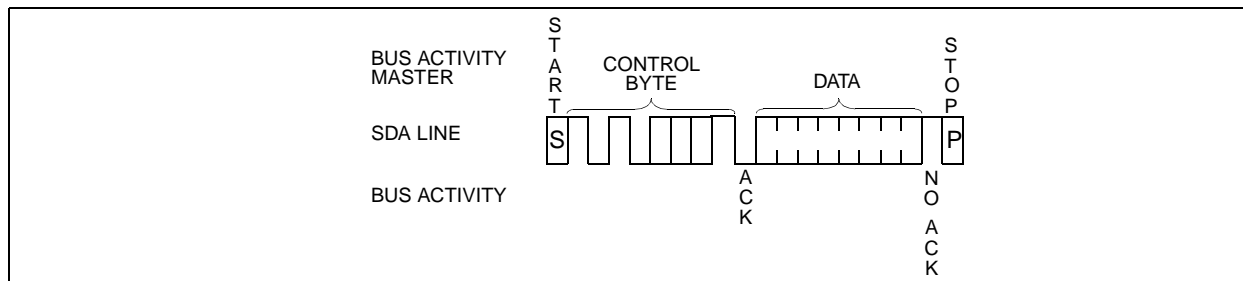 START
BUS ACTIVITY
MASTER
CONTROL
BYTE
DATA
STOP
SDA LINE
S
P
BUS ACTIVITY
ACK
NO ACK